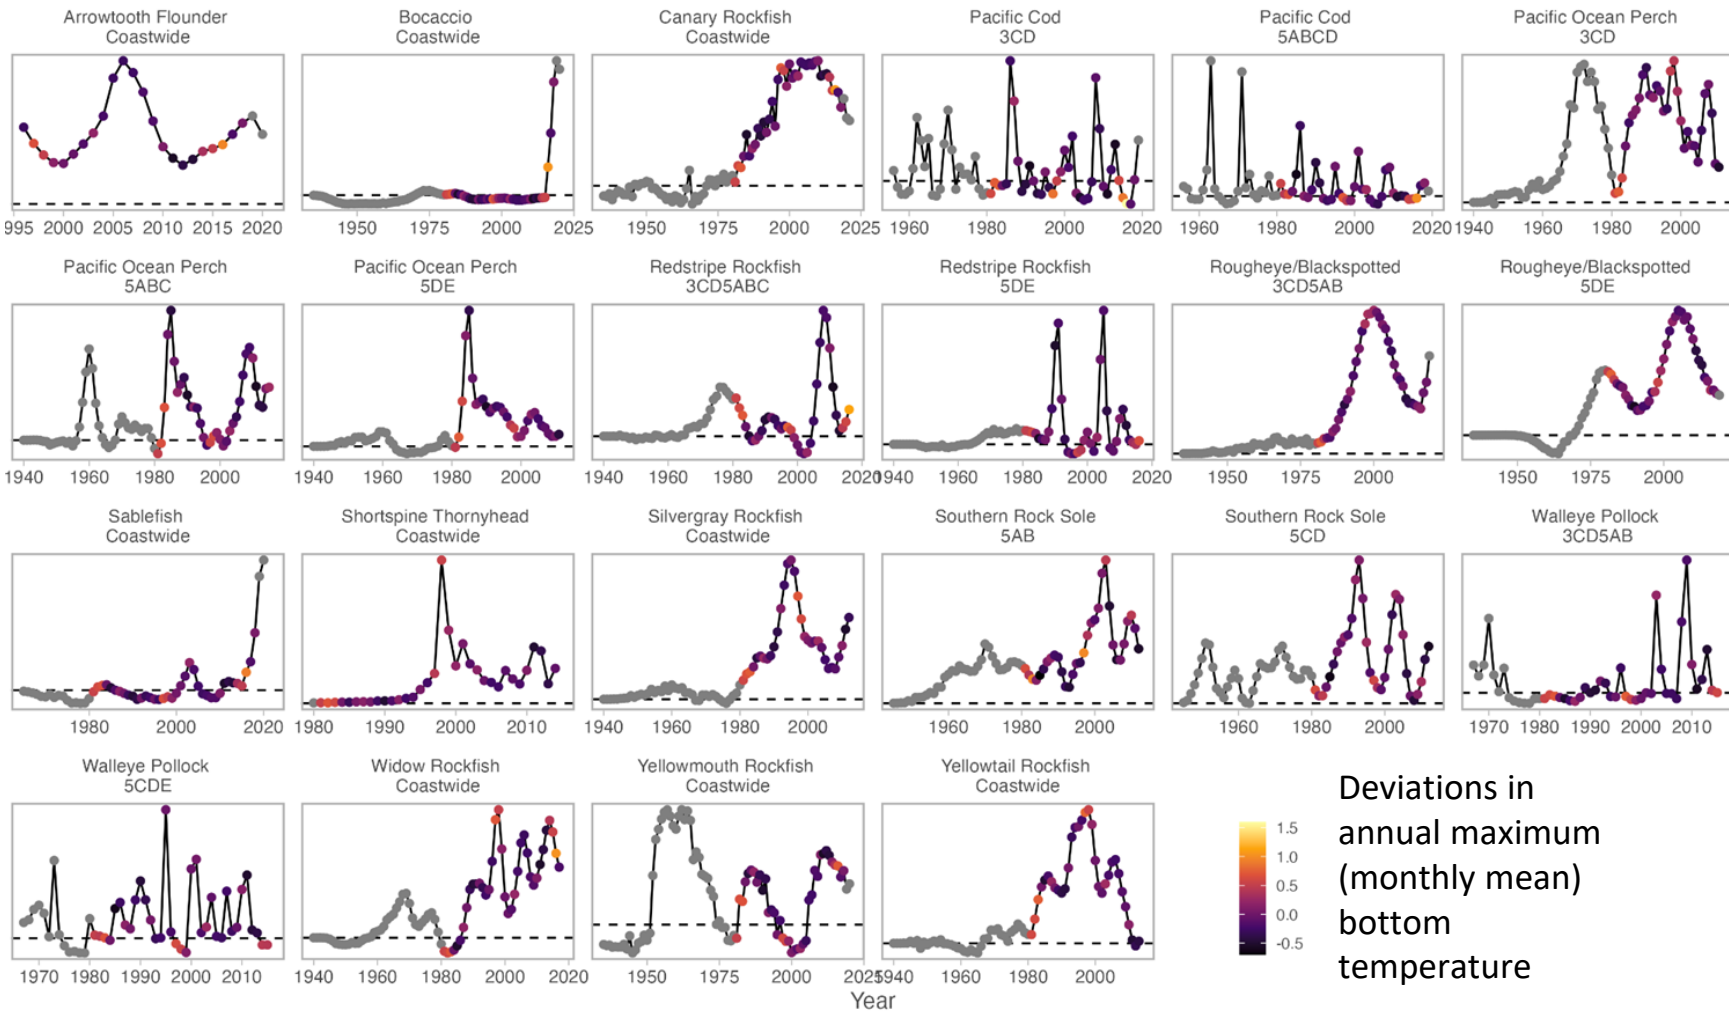 Arrowtooth Flounder
Coastwide
Bocaccio
Coastwide
Canary Rockfish
Coastwide
Pacific Cod
3CD
Pacific Cod
5ABCD
Pacific Ocean Perch
3CD
995 2000 2005 2010 2015 2020
1950 1975 2000 2025
1950 1975 2000 2025
1960 1980 2000 2020
1960 1980 2000 2020
1940 1960 1980 2000
Pacific Ocean Perch
5ABC
Pacific Ocean Perch
5DE
Redstripe Rockfish
3CD5ABC
Redstripe Rockfish
5DE
Rougheye/Blackspotted
3CD5AB
Rougheye/Blackspotted
5DE
1940 1960 1980 2000
1940 1960 1980 2000
1940 1960 1980 2000 2020
1940 1960 1980 2000 2020
1950 1975 2000
1950 1975 2000
Sablefish
Coastwide
Shortspine Thornyhead
Coastwide
Silvergray Rockfish
Coastwide
Southern Rock Sole
5AB
Southern Rock Sole
5CD
Walleye Pollock
3CD5AB
1980 2000 2020
1980 1990 2000 2010
1940 1960 1980 2000
1960 1980 2000
1960 1980 2000
1970 1980 1990 2000 2010
Walleye Pollock
5CDE
Widow Rockfish
Coastwide
Yellowmouth Rockfish
Coastwide
Yellowtail Rockfish
Coastwide
1970 1980 1990 2000 2010
1940 1960 1980 2000 2020
1950 1975 2000 2025
1940 1960 1980 2000
Year
1.5
1.0
0.5
0.0
-0.5
Deviations in
annual maximum
(monthly mean)
bottom
temperature